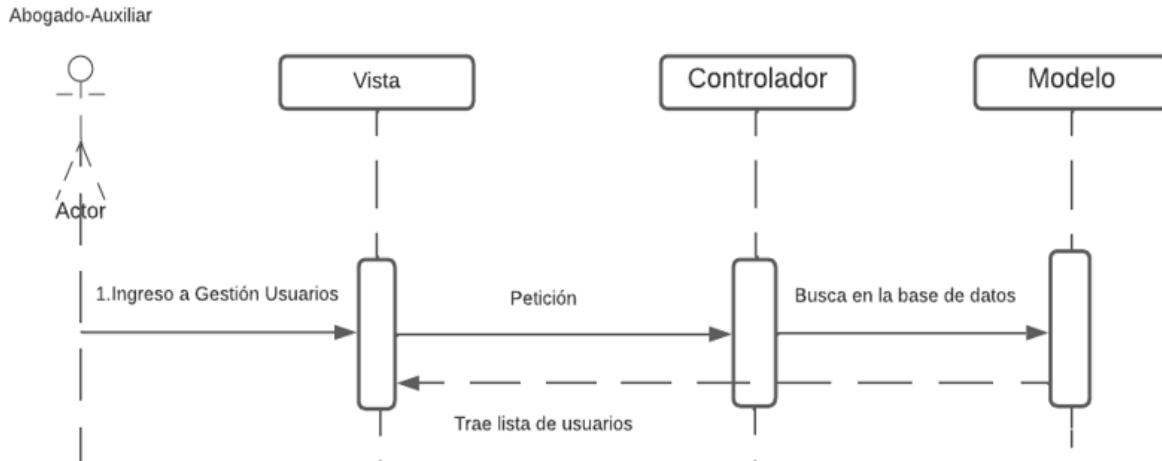 Abogado-Auxiliar
Vista
Controlador
Modelo
Actor
1.Ingreso a Gestión Usuarios
Petición
Busca en la base de datos
Trae lista de usuarios